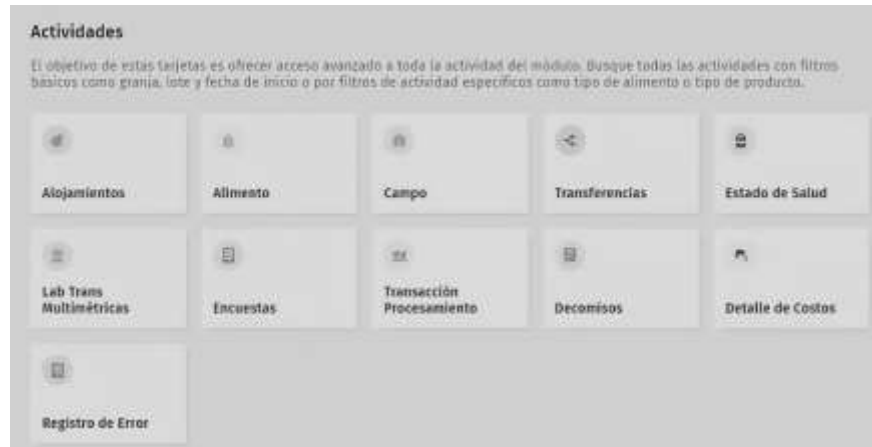 Actividades
El objetivo de estas tarjetas es ofrecer acceso avanzado a toda la actividad del módulo. Busque todas las actividades con filtros
básicos como granja, lote y fecha de inicio o por filtros de actividad específicos como tipo de alimento o tipo de producto.
Alojamientos
Alimento
Campo
Transferencias
Estado de Salud
Lab Trans
Multimétricas
Encuestas
Transacción
Procesamiento
Decomisos
Detalle de Costos
Registro de Error